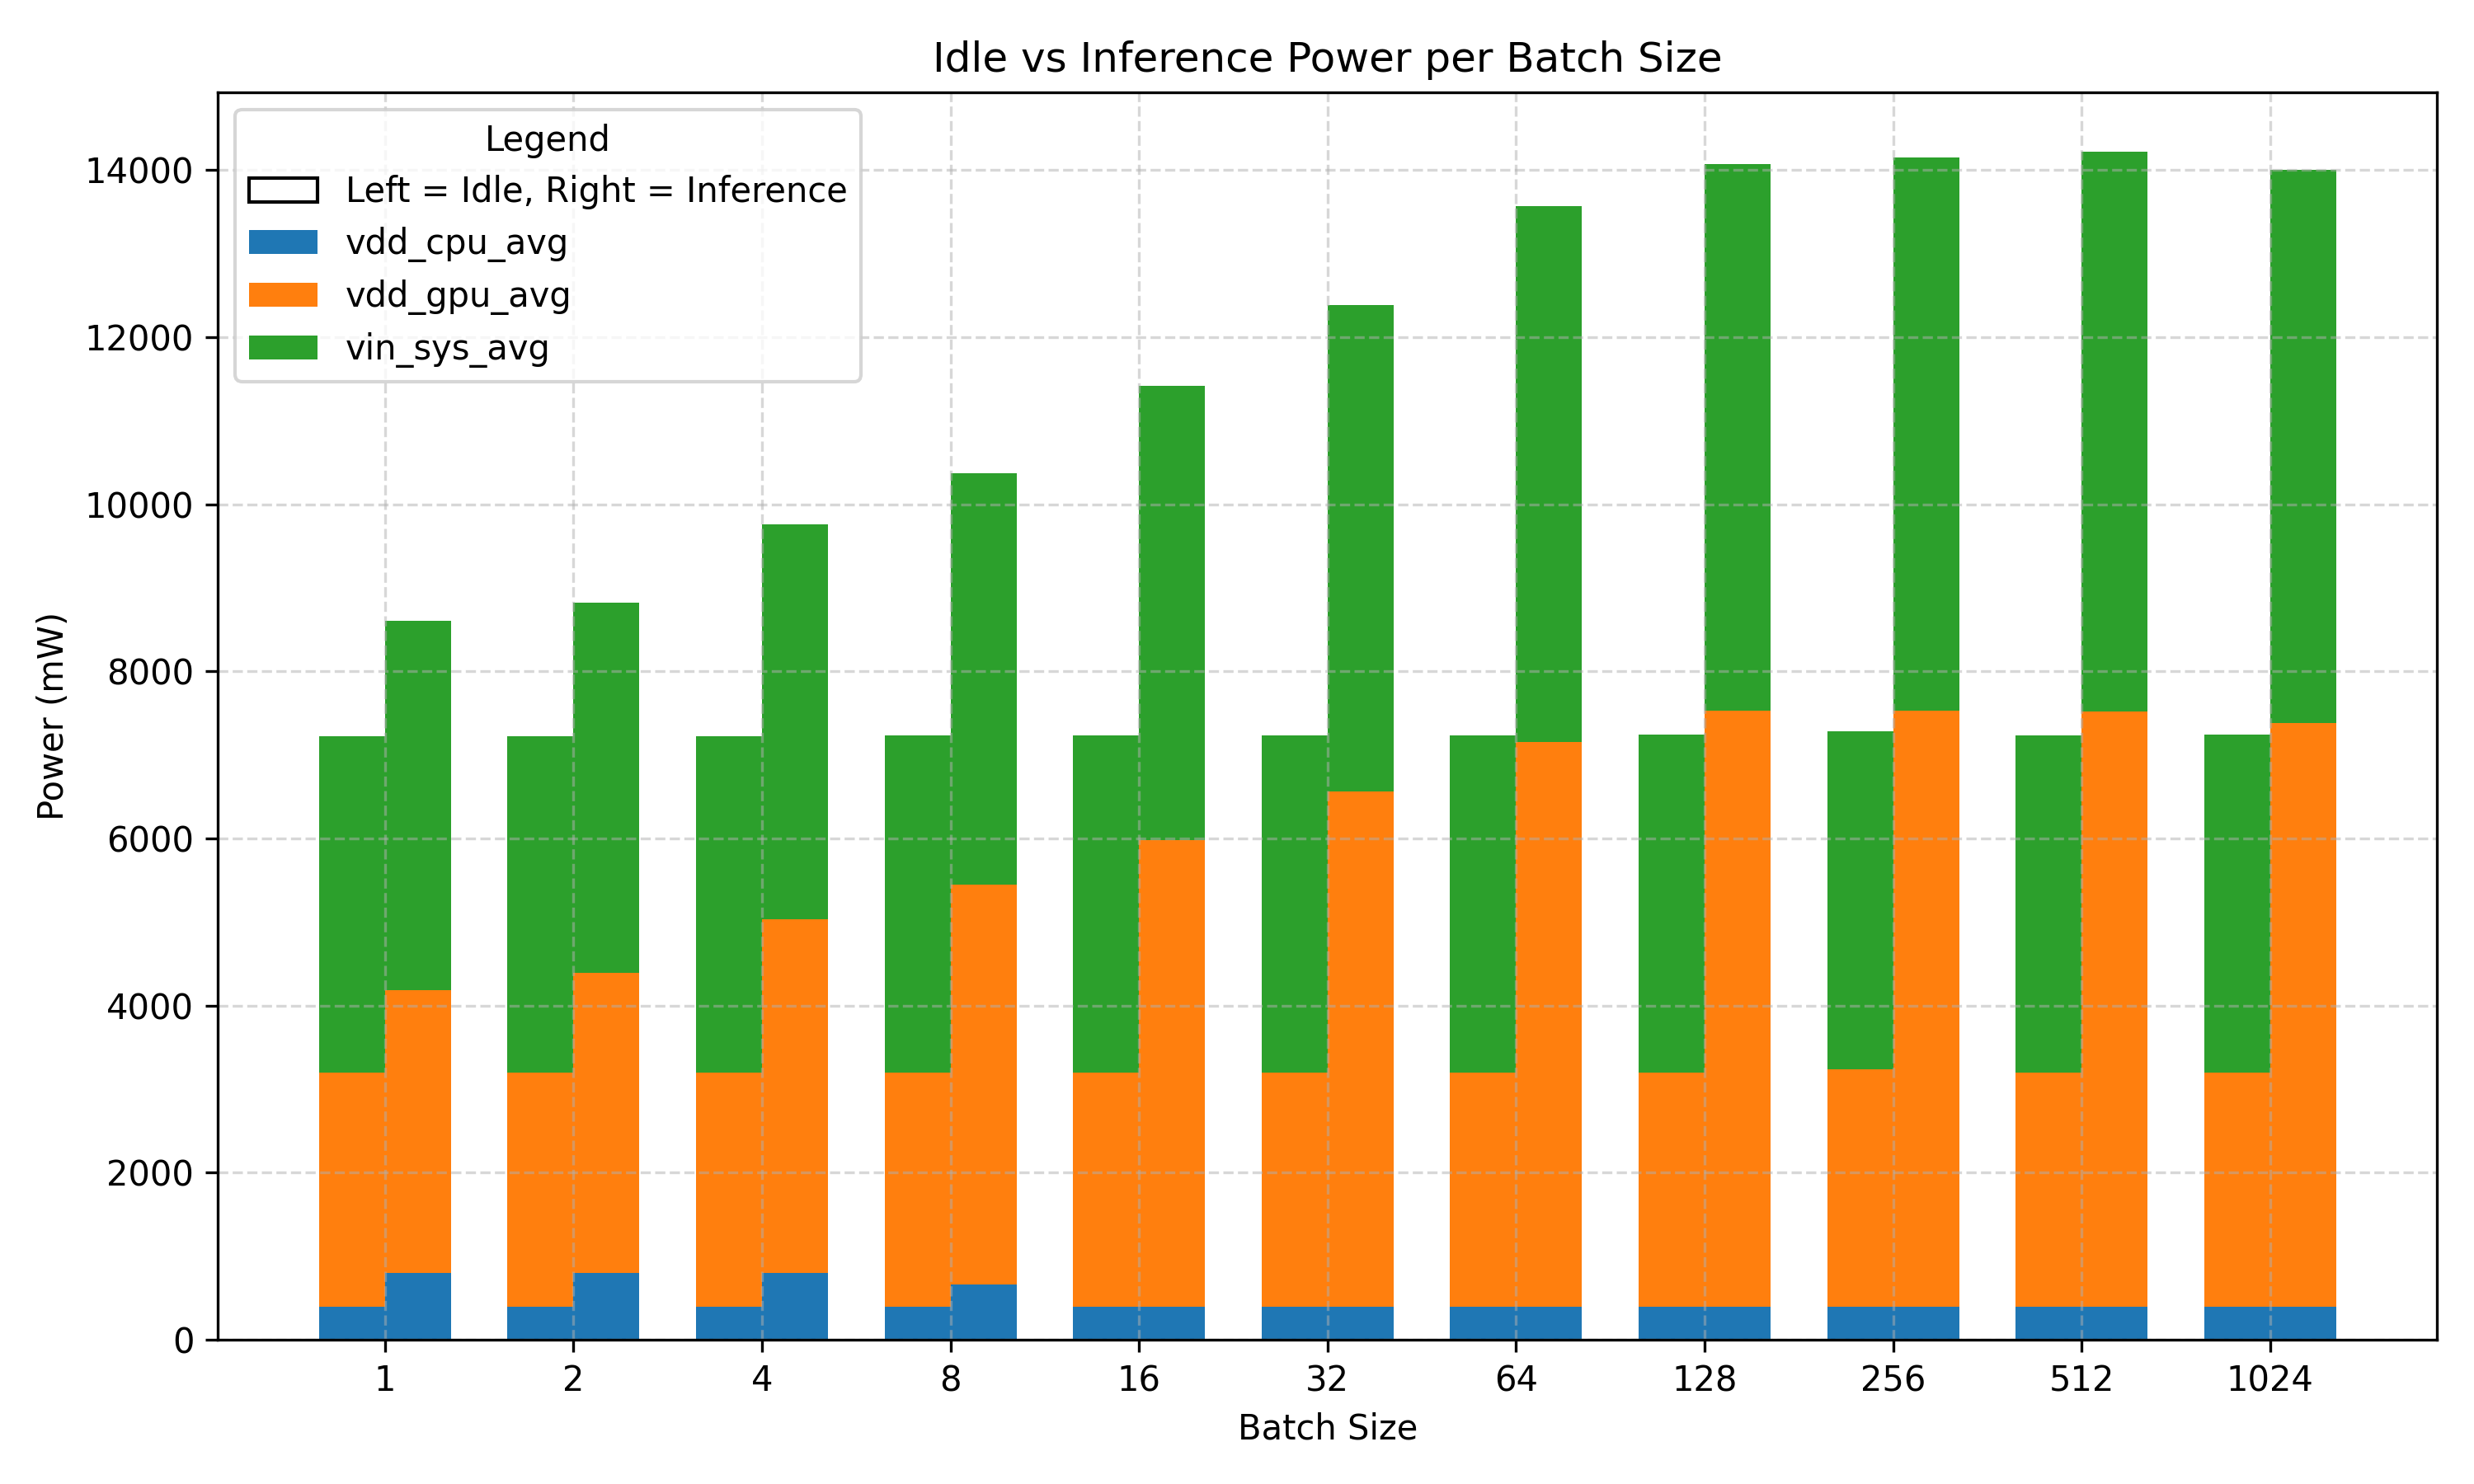 Idle vs Inference Power per Batch Size
Legend
Left = Idle, Right = Inference
vdd_cpu_avg
vdd_gpu_avg
vin_sys_avg
Power (mW)
14000
12000
10000
8000
6000
4000
2000
0
1 2 4 8 16 32 64 128 256 512 1024
Batch Size